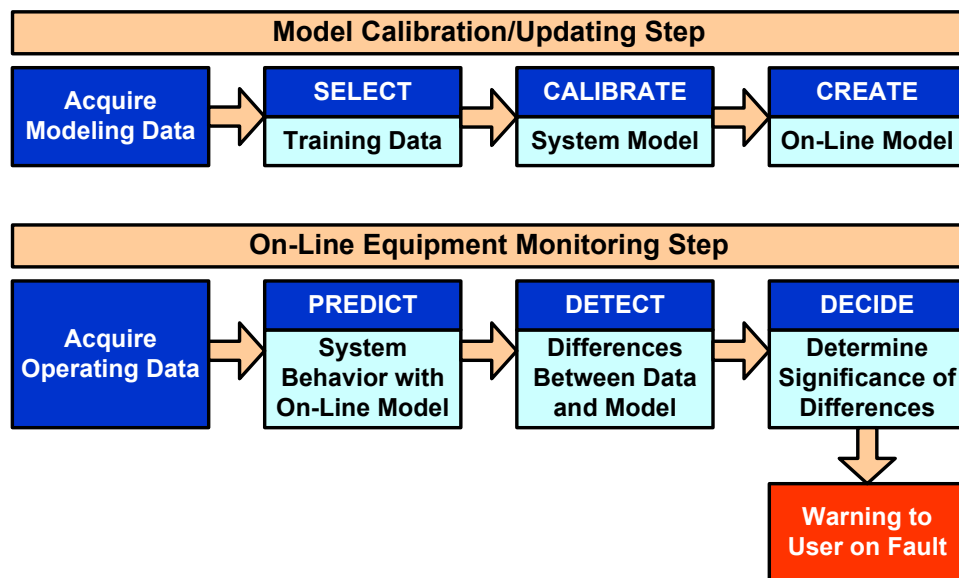 Model Calibration/Updating Step
Acquire
Modeling Data
SELECT
Training Data
CALIBRATE
System Model
CREATE
On-Line Model
On-Line Equipment Monitoring Step
Acquire
Operating Data
PREDICT
System
Behavior with
On-Line Model
DETECT
Differences
Between Data
and Model
DECIDE
Determine
Significance of
Differences
Warning to
User on Fault